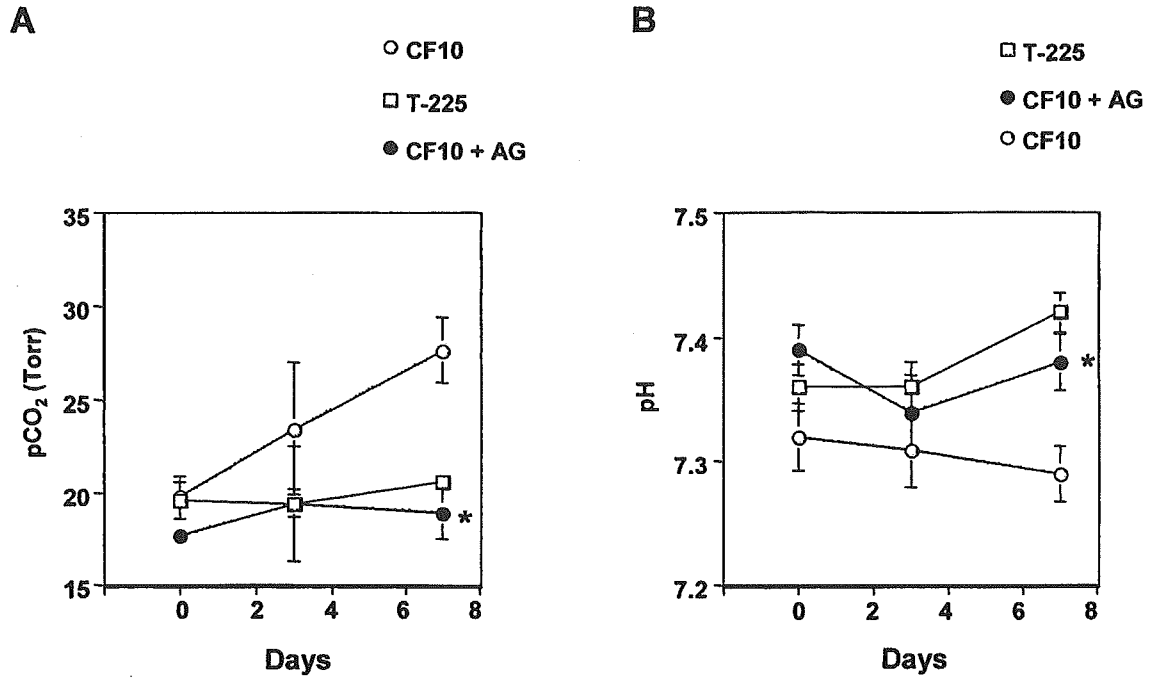 A
CF10
T-225
CF10 + AG
35
30
25
20
15
pCO2 (Torr)
*
0 2 4 6 8
Days
B
T-225
CF10 + AG
CF10
7.5
7.4
7.3
7.2
pH
*
0 2 4 6 8
Days